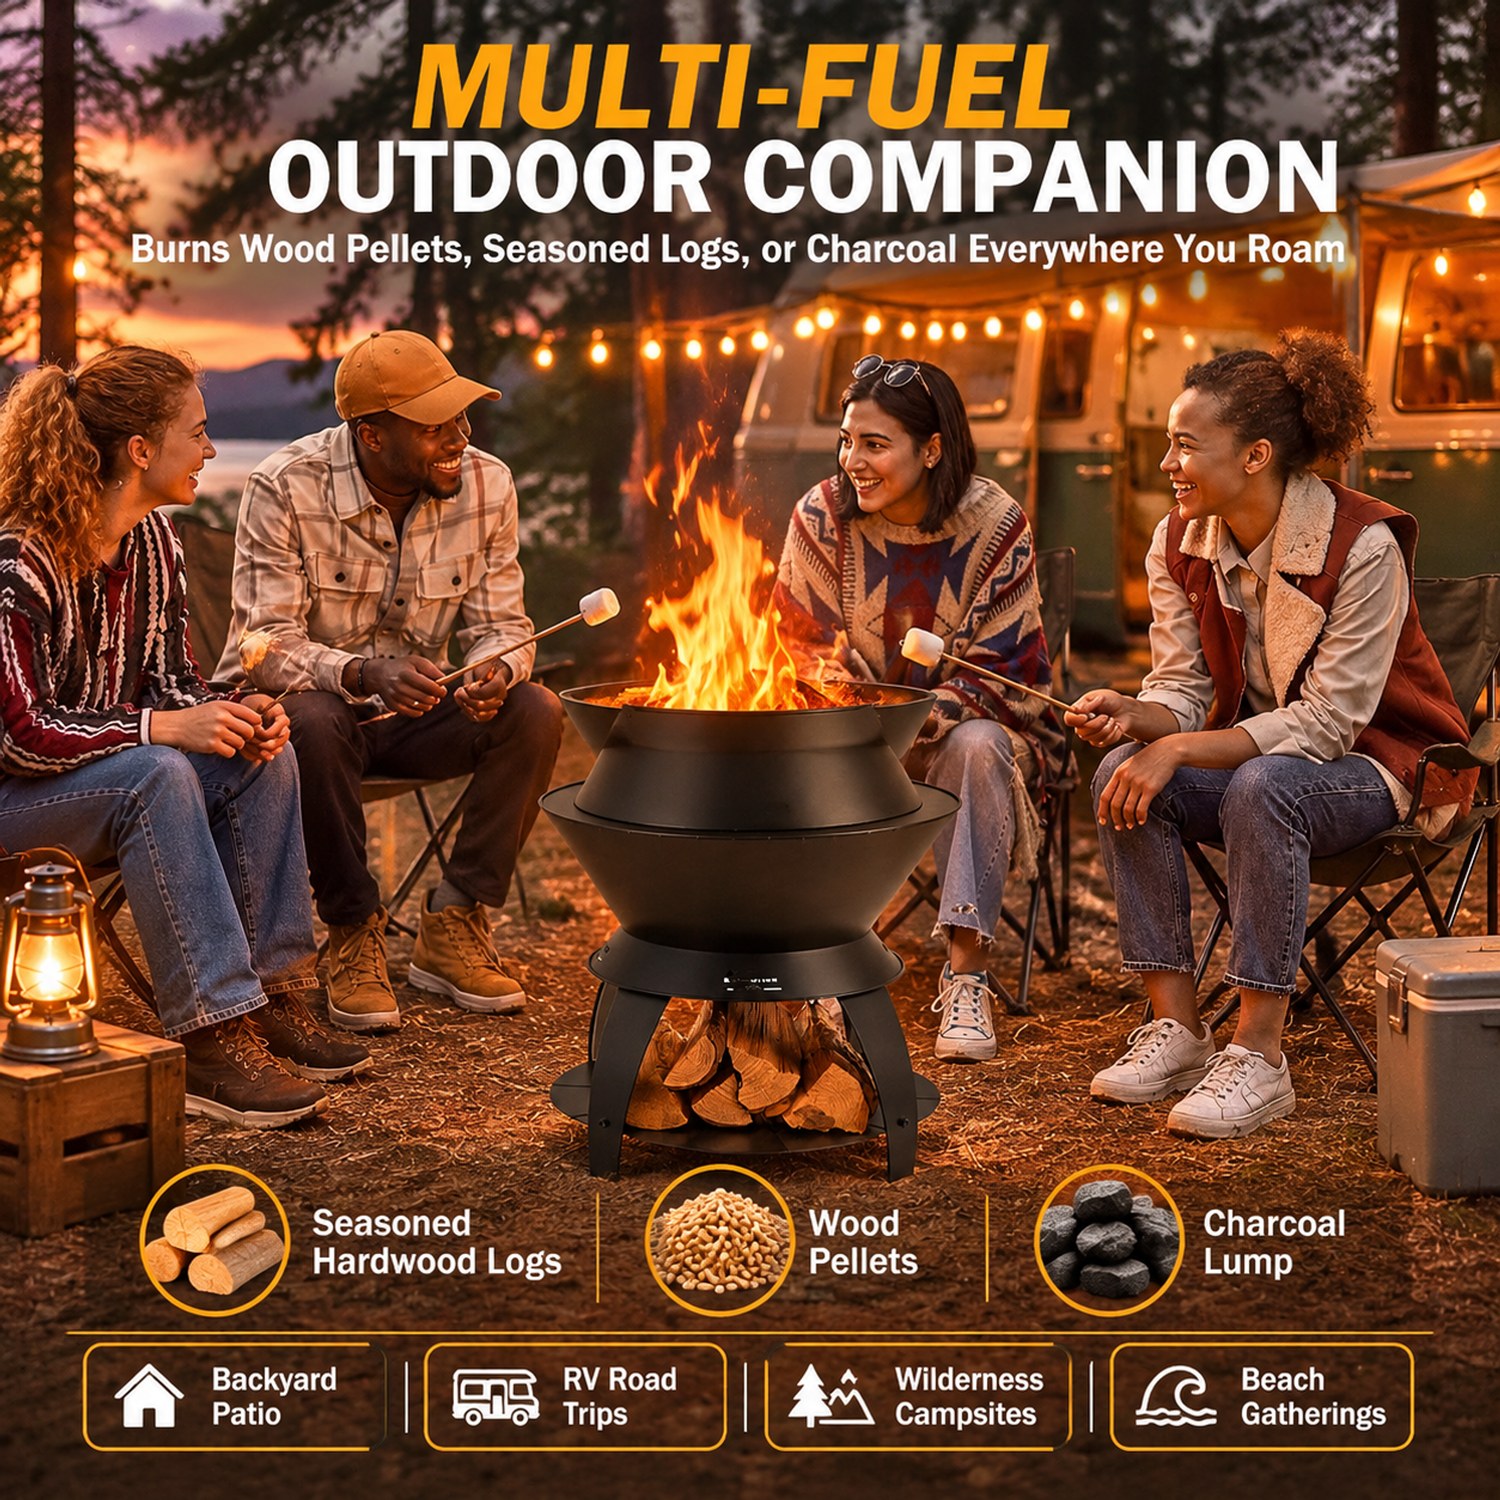 MULTI-FUEL
OUTDOOR COMPANION
Burns Wood Pellets, Seasoned Logs, or Charcoal Everywhere You Roam
Seasoned
Hardwood Logs
Wood
Pellets
Charcoal
Lump
Backyard
Patio
RV Road
Trips
Wilderness
Campsites
Beach
Gatherings